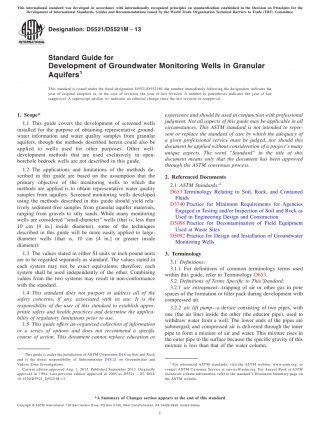 This international standard was developed in accordance with internationally recognized principles on standardization established in the Decision on Principles for the
Development of International Standards, Guides and Recommendations issued by the World Trade Organization Technical Barriers to Trade (TBT) Committee.
Designation: D5521/D5521M − 13
Standard Guide for
Development of Groundwater Monitoring Wells in Granular
Aquifers¹
This standard is issued under the fixed designation D5521/D5521M; the number immediately following the designation indicates the
year of original adoption or, in the case of revision, the year of last revision. A number in parentheses indicates the year of last
reapproval. A superscript epsilon (ε) indicates an editorial change since the last revision or reapproval.
1. Scope*
1.1 This guide covers the development of screened wells
installed for the purpose of obtaining representative ground-
water information and water quality samples from granular
aquifers, though the methods described herein could also be
applied to wells used for other purposes. Other well-
development methods that are used exclusively in open-
borehole bedrock wells are not described in this guide.
1.2 The applications and limitations of the methods de-
scribed in this guide are based on the assumption that the
primary objective of the monitoring wells to which the
methods are applied is to obtain representative water quality
samples from aquifers. Screened monitoring wells developed
using the methods described in this guide should yield rela-
tively sediment-free samples from granular aquifer materials,
ranging from gravels to silty sands. While many monitoring
wells are considered "small-diameter" wells (that is, less than
10 cm [4 in.] inside diameter), some of the techniques
described in this guide will be more easily applied to large-
diameter wells (that is, 10 cm [4 in.] or greater inside
diameter).
1.3 The values stated in either SI units or inch-pound units
are to be regarded separately as standard. The values stated in
each system may not be exact equivalents; therefore, each
system shall be used independently of the other. Combining
values from the two systems may result in non-conformance
with the standard.
1.4 This standard does not purport to address all of the
safety concerns, if any, associated with its use. It is the
responsibility of the user of this standard to establish appro-
priate safety and health practices and determine the applica-
bility of regulatory limitations prior to use.
1.5 This guide offers an organized collection of information
or a series of options and does not recommend a specific
course of action. This document cannot replace education or
experience and should be used in conjunction with professional
judgment. Not all aspects of this guide may be applicable in all
circumstances. This ASTM standard is not intended to repre-
sent or replace the standard of care by which the adequacy of
a given professional service must be judged, nor should this
document be applied without consideration of a project's many
unique aspects. The word "Standard" in the title of this
document means only that the document has been approved
through the ASTM consensus process.
2. Referenced Documents
2.1 ASTM Standards:²
D653 Terminology Relating to Soil, Rock, and Contained
Fluids
D3740 Practice for Minimum Requirements for Agencies
Engaged in Testing and/or Inspection of Soil and Rock as
Used in Engineering Design and Construction
D5088 Practice for Decontamination of Field Equipment
Used at Waste Sites
D5092 Practice for Design and Installation of Groundwater
Monitoring Wells
3. Terminology
3.1 Definitions:
3.1.1 For definitions of common terminology terms used
within this guide, refer to Terminology D653.
3.2 Definitions of Terms Specific to This Standard:
3.2.1 air entrapment—trapping of air or other gas in pore
spaces of the formation or filter pack during development with
compressed air.
3.2.2 air lift pump—a device consisting of two pipes, with
one (the air line) inside the other (the eductor pipe), used to
withdraw water from a well. The lower ends of the pipes are
submerged, and compressed air is delivered through the inner
pipe to form a mixture of air and water. This mixture rises in
the outer pipe to the surface because the specific gravity of this
mixture is less than that of the water column.
¹ This guide is under the jurisdiction of ASTM Committee D18 on Soil and Rock
and is the direct responsibility of Subcommittee D18.21 on Groundwater and
Vadose Zone Investigations.
Current edition approved Aug. 1, 2013. Published September 2013. Originally
approved in 1994. Last previous edition approved in 2005 as D5521 – 05. DOI:
10.1520/D5521_D5521M-13.
² For referenced ASTM standards, visit the ASTM website, www.astm.org, or
contact ASTM Customer Service at service@astm.org. For Annual Book of ASTM
Standards volume information, refer to the standard's Document Summary page on
the ASTM website.
*A Summary of Changes section appears at the end of this standard
Copyright © ASTM International, 100 Barr Harbor Drive, PO Box C700, West Conshohocken, PA 19428-2959. United States
1